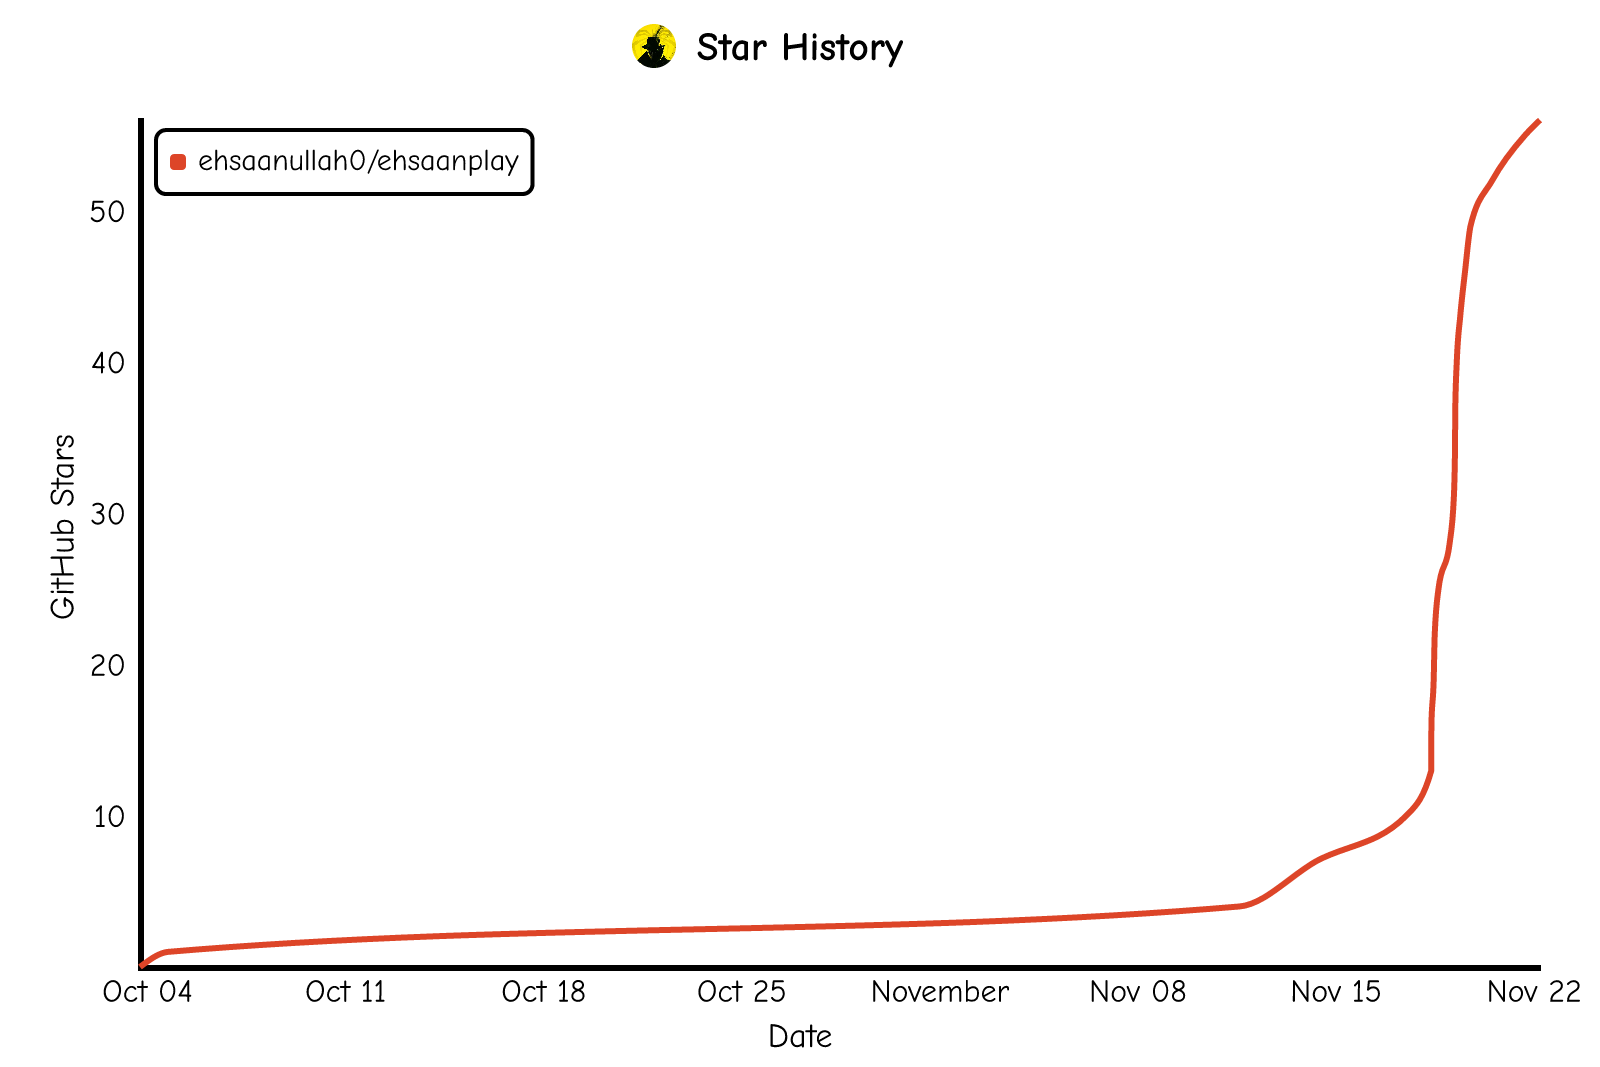 Star History
ehsaanullah0/ehsaanplay
50
40
30
20
10
GitHub Stars
Oct 04 Oct 11 Oct 18 Oct 25 November Nov 08 Nov 15 Nov 22
Date